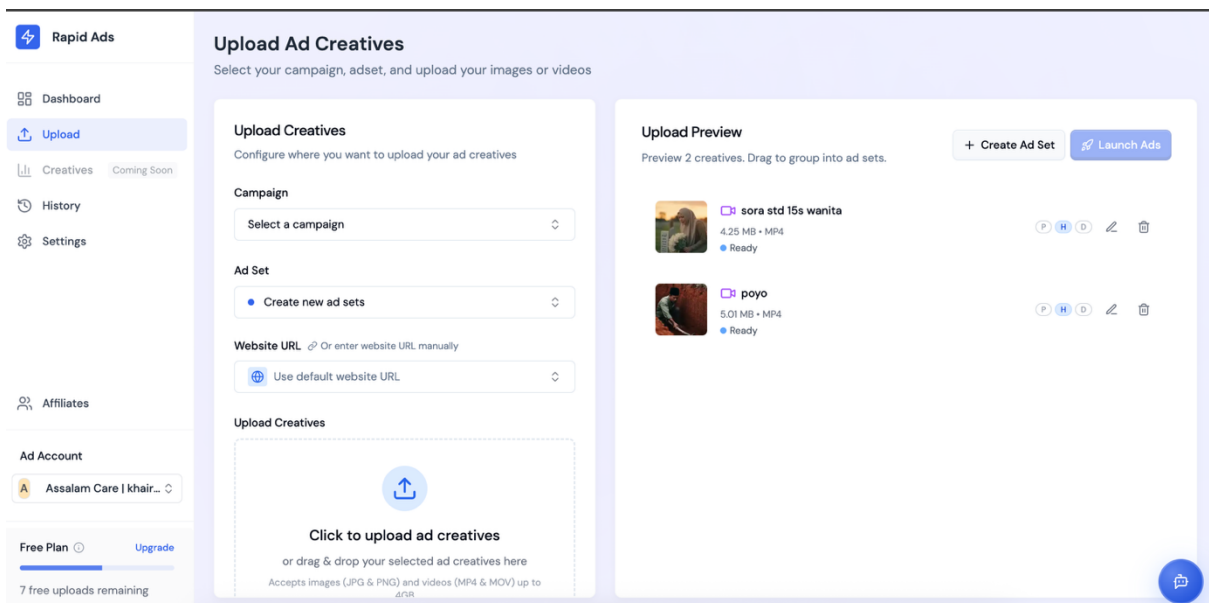 Rapid Ads
Dashboard
Upload
Creatives Coming Soon
History
Settings
Affiliates
Ad Account
A Assalam Care | khair...
Free Plan Upgrade
7 free uploads remaining
Upload Ad Creatives
Select your campaign, adset, and upload your images or videos
Upload Creatives
Configure where you want to upload your ad creatives
Campaign
Select a campaign
Ad Set
Create new ad sets
Website URL Or enter website URL manually
Use default website URL
Upload Creatives
Click to upload ad creatives
or drag & drop your selected ad creatives here
Accepts images (JPG & PNG) and videos (MP4 & MOV) up to
4GB
Upload Preview
Preview 2 creatives. Drag to group into ad sets.
+ Create Ad Set
Launch Ads
sora std 15s wanita
4.25 MB • MP4
Ready
P H D
poyo
5.01 MB • MP4
Ready
P H D